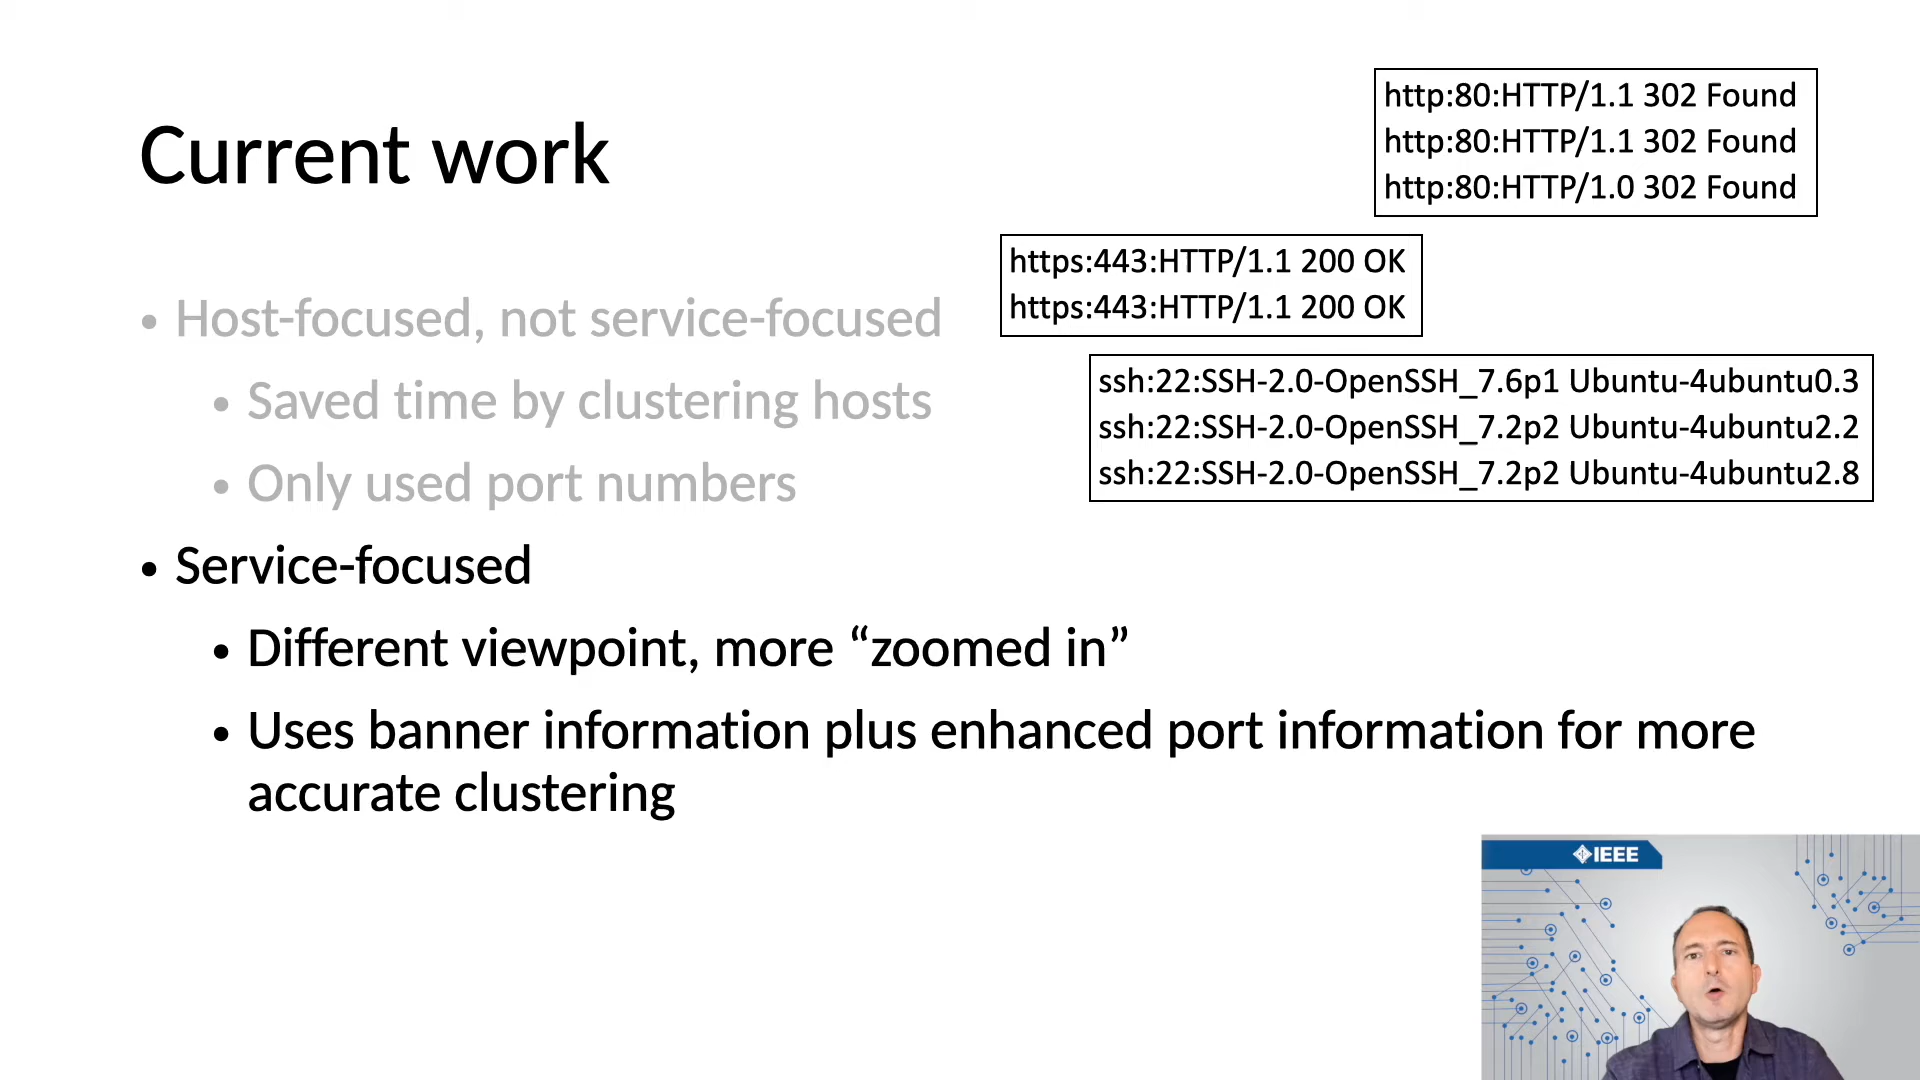 Current work
http:80:HTTP/1.1 302 Found
http:80:HTTP/1.1 302 Found
http:80:HTTP/1.0 302 Found
https:443:HTTP/1.1 200 OK
https:443:HTTP/1.1 200 OK
ssh:22:SSH-2.0-OpenSSH_7.6p1 Ubuntu-4ubuntu0.3
ssh:22:SSH-2.0-OpenSSH_7.2p2 Ubuntu-4ubuntu2.2
ssh:22:SSH-2.0-OpenSSH_7.2p2 Ubuntu-4ubuntu2.8
• Host-focused, not service-focused
• Saved time by clustering hosts
• Only used port numbers
• Service-focused
• Different viewpoint, more “zoomed in”
• Uses banner information plus enhanced port information for more
accurate clustering
IEEE